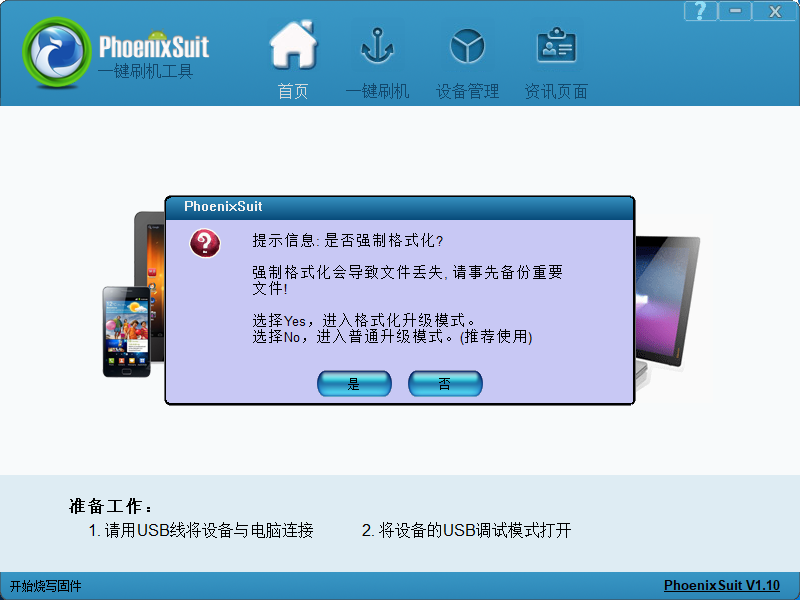 PhoenixSuit
一键刷机工具
首页
一键刷机
设备管理
资讯页面
PhoenixSuit
提示信息: 是否强制格式化?
强制格式化会导致文件丢失, 请事先备份重要
文件!
选择Yes，进入格式化升级模式。
选择No，进入普通升级模式。(推荐使用)
是
否
准备工作：
1. 请用USB线将设备与电脑连接
2. 将设备的USB调试模式打开
开始烧写固件
PhoenixSuit V1.10